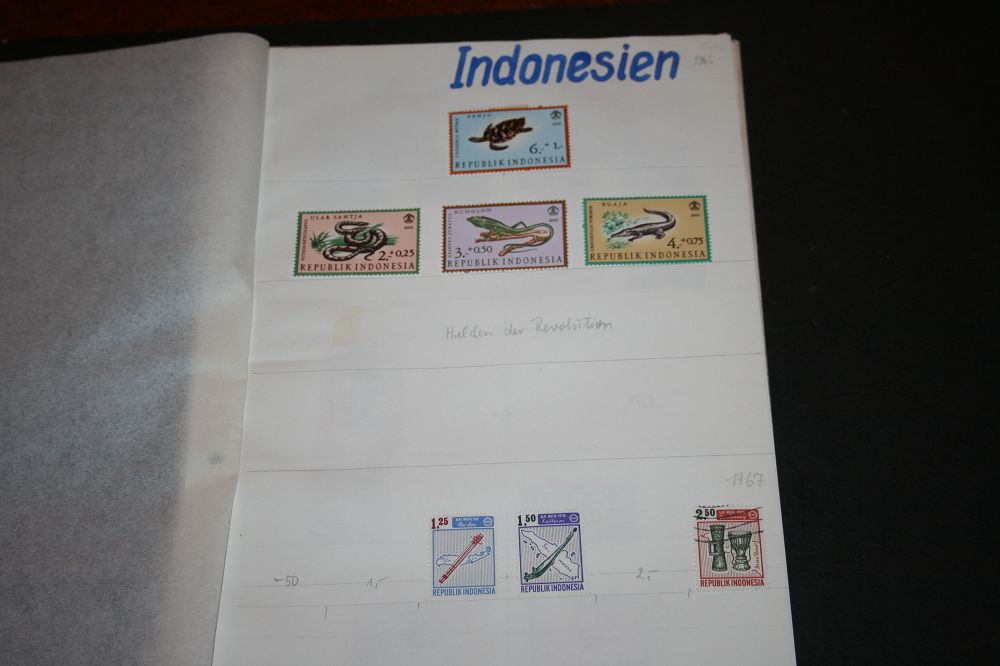 Indonesien
1966
PENJU
6.- + 1.-
REPUBLIK INDONESIA
ULAR SANTJA
2.- + 0,25
REPUBLIK INDONESIA
BUNGLON
3.- + 0,50
REPUBLIK INDONESIA
BUAJA
4.- + 0,75
REPUBLIK INDONESIA
Helden der Revolution
1967
1,25
REPUBLIK INDONESIA
1,50
REPUBLIK INDONESIA
2,50
REPUBLIK INDONESIA
-50
1,-
2,-